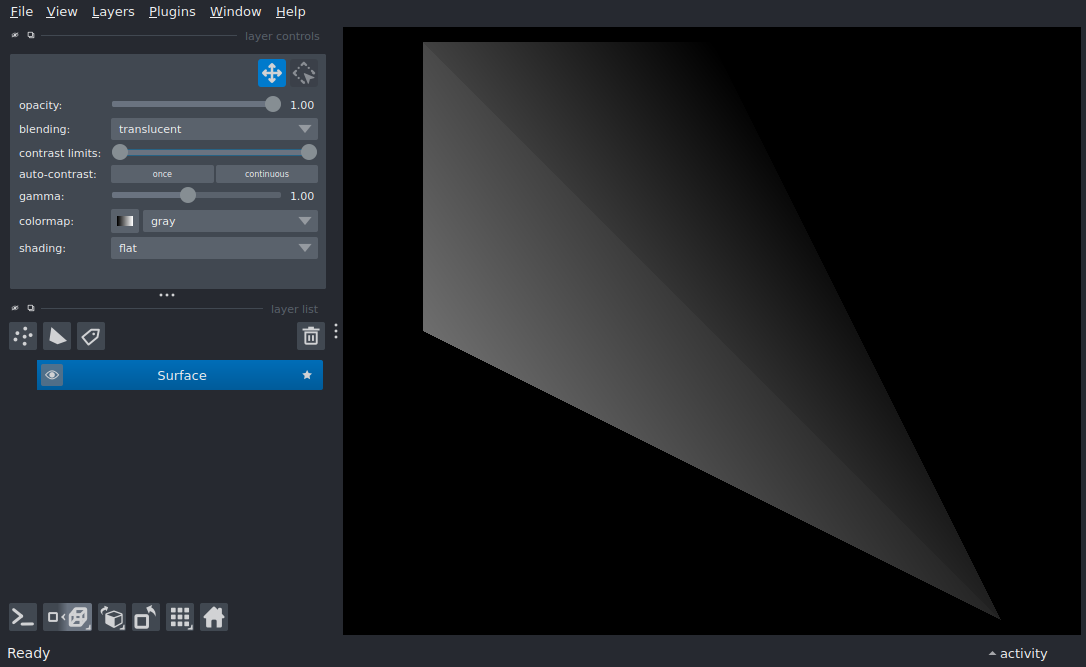 File View Layers Plugins Window Help
layer controls
opacity: 1.00
blending: translucent
contrast limits:
auto-contrast: once continuous
gamma: 1.00
colormap: gray
shading: flat
layer list
Surface
Ready
activity